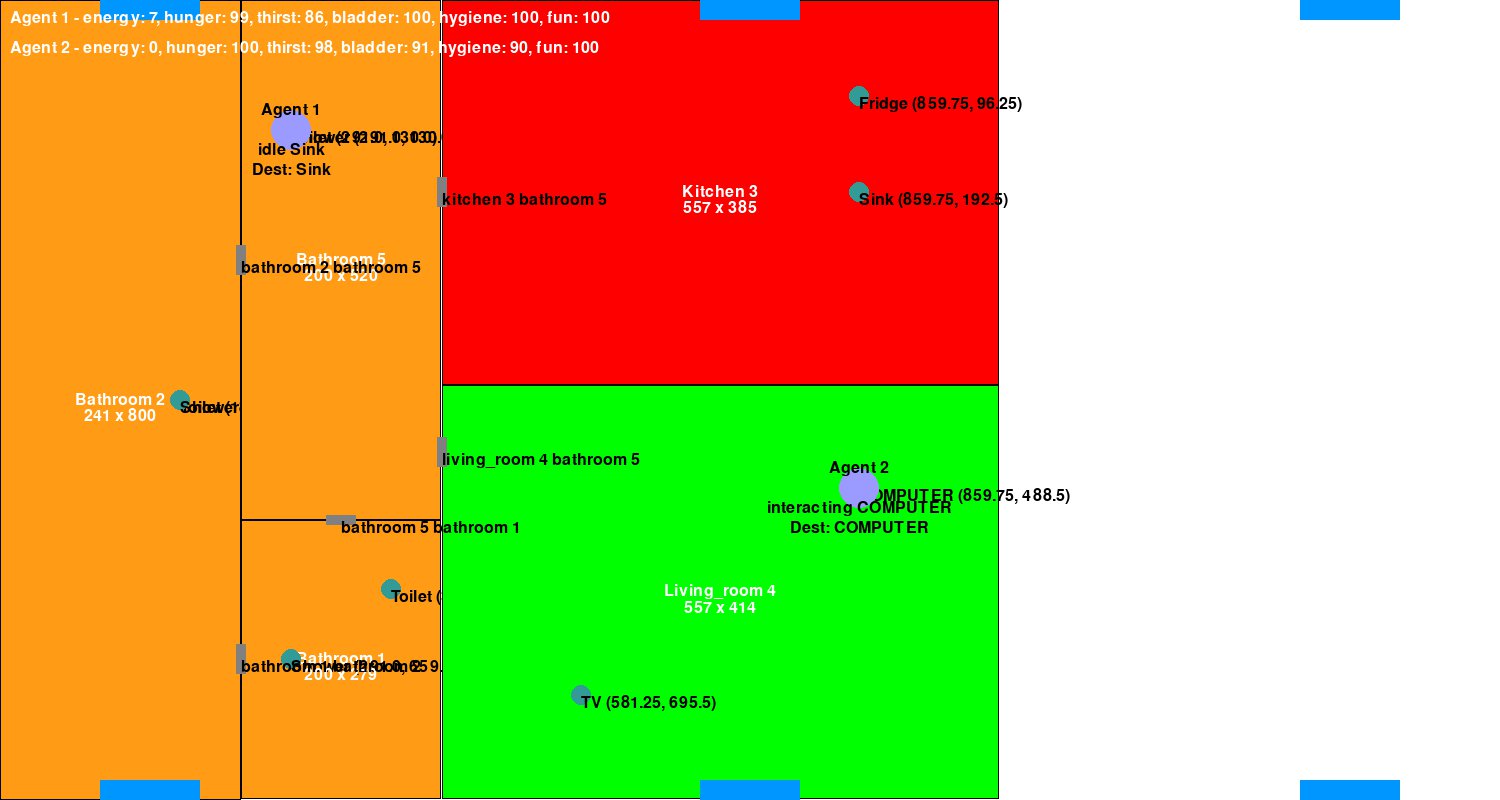 Agent 1 - energy: 7, hunger: 99, thirst: 86, bladder: 100, hygiene: 100, fun: 100
Agent 2 - energy: 0, hunger: 100, thirst: 98, bladder: 91, hygiene: 90, fun: 100
Agent 1
idle Sink
Dest: Sink
Fridge (859.75, 96.25)
Kitchen 3
557 x 385
Sink (859.75, 192.5)
kitchen 3 bathroom 5
Bathroom 5
200 x 520
bathroom 2 bathroom 5
Bathroom 2
241 x 800
living_room 4 bathroom 5
Agent 2
COMPUTER (859.75, 488.5)
interacting COMPUTER
Dest: COMPUTER
bathroom 5 bathroom 1
Toilet (
Living_room 4
557 x 414
Bathroom 1
200 x 279
TV (581.25, 695.5)